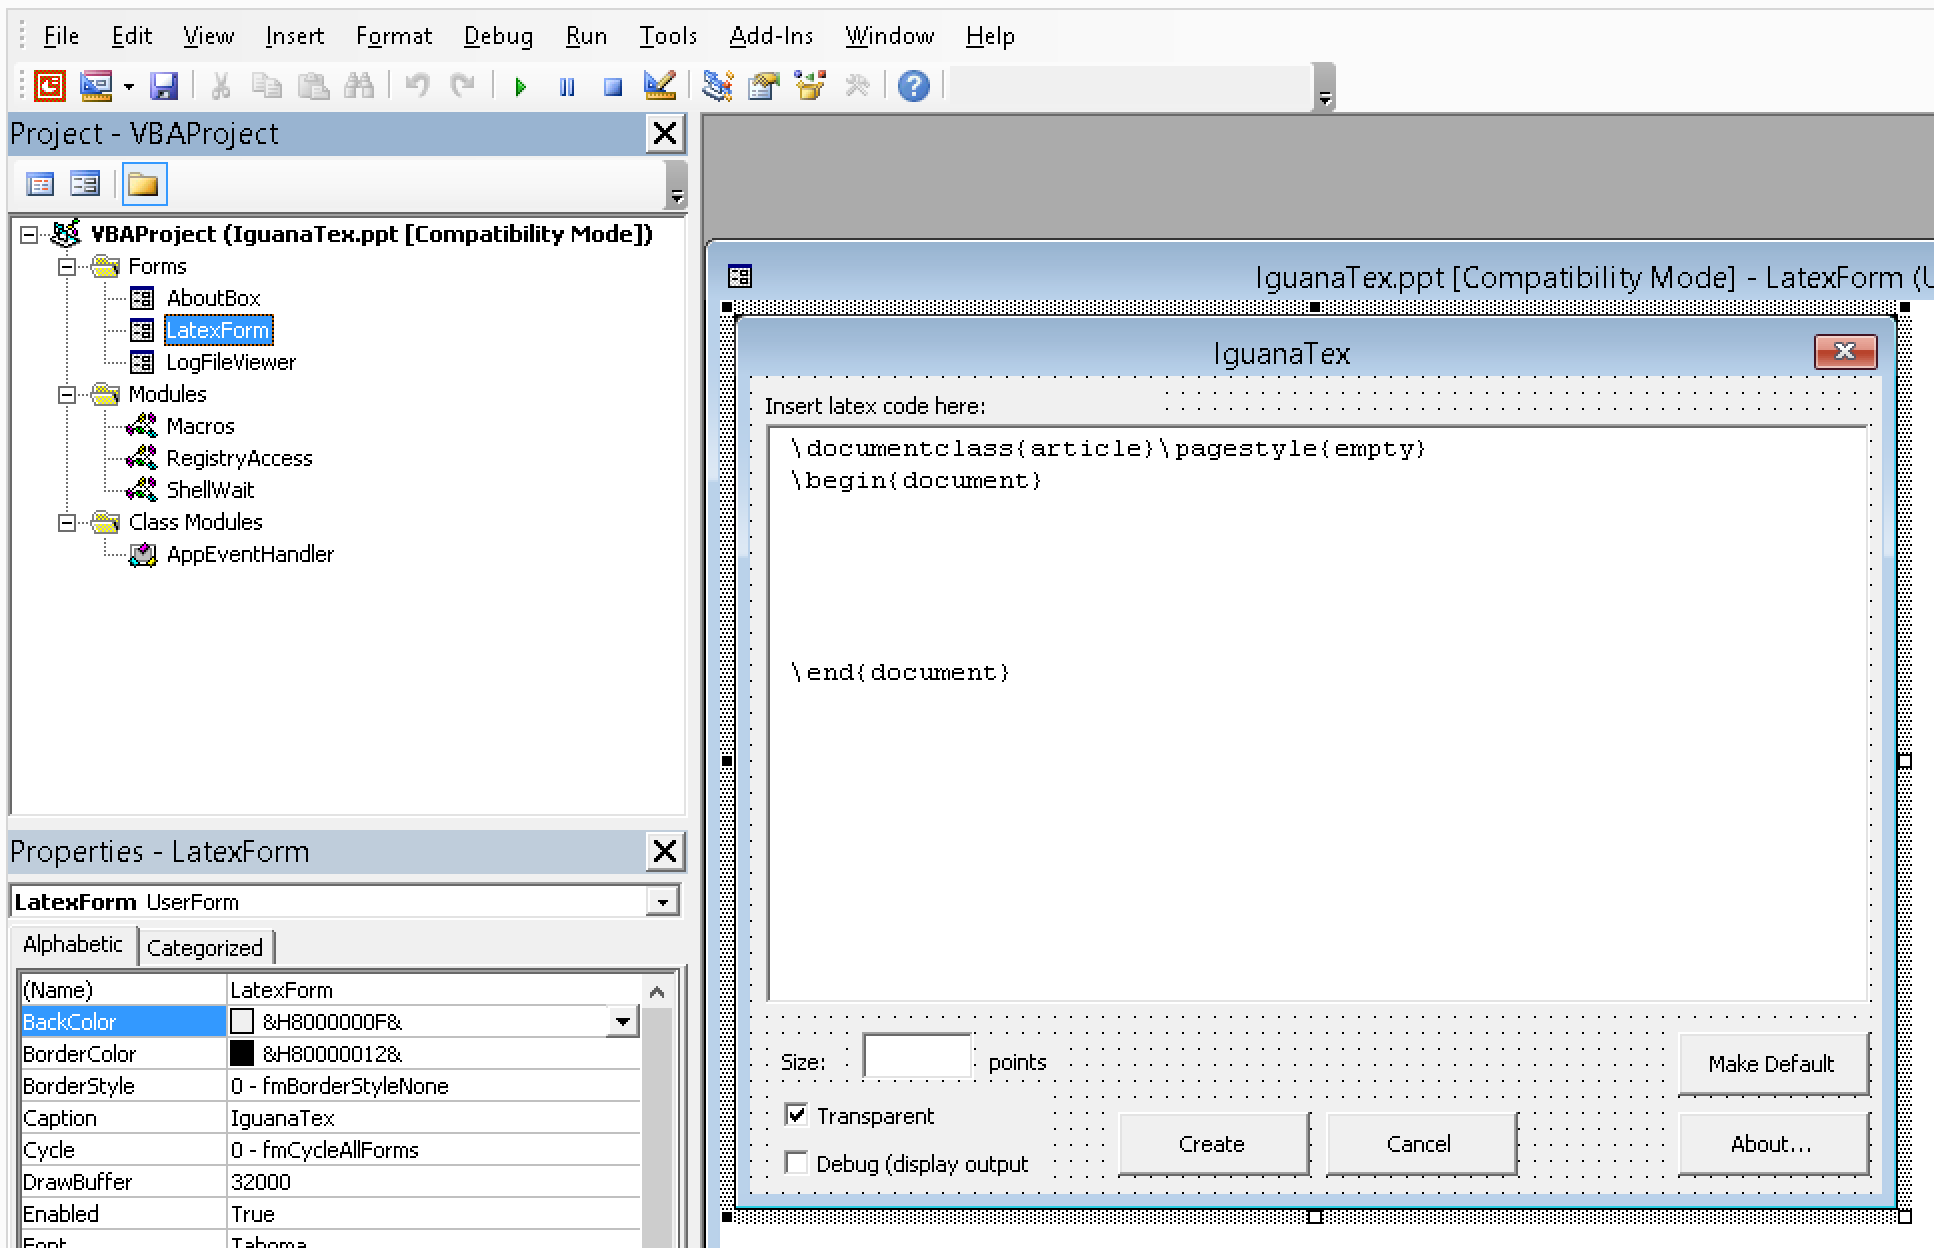 File Edit View Insert Format Debug Run Tools Add-Ins Window Help
Project - VBAProject
VBAProject (IguanaTex.ppt [Compatibility Mode])
Forms
AboutBox
LatexForm
LogFileViewer
Modules
Macros
RegistryAccess
ShellWait
Class Modules
AppEventHandler
Properties - LatexForm
LatexForm UserForm
Alphabetic Categorized
(Name) LatexForm
BackColor &H8000000F&
BorderColor &H80000012&
BorderStyle 0 - fmBorderStyleNone
Caption IguanaTex
Cycle 0 - fmCycleAllForms
DrawBuffer 32000
Enabled True
Font Tahoma
IguanaTex.ppt [Compatibility Mode] - LatexForm (U
IguanaTex
Insert latex code here:
\documentclass{article}\pagestyle{empty}
\begin{document}
\end{document}
Size: points
Make Default
Transparent
Debug (display output
Create Cancel About...